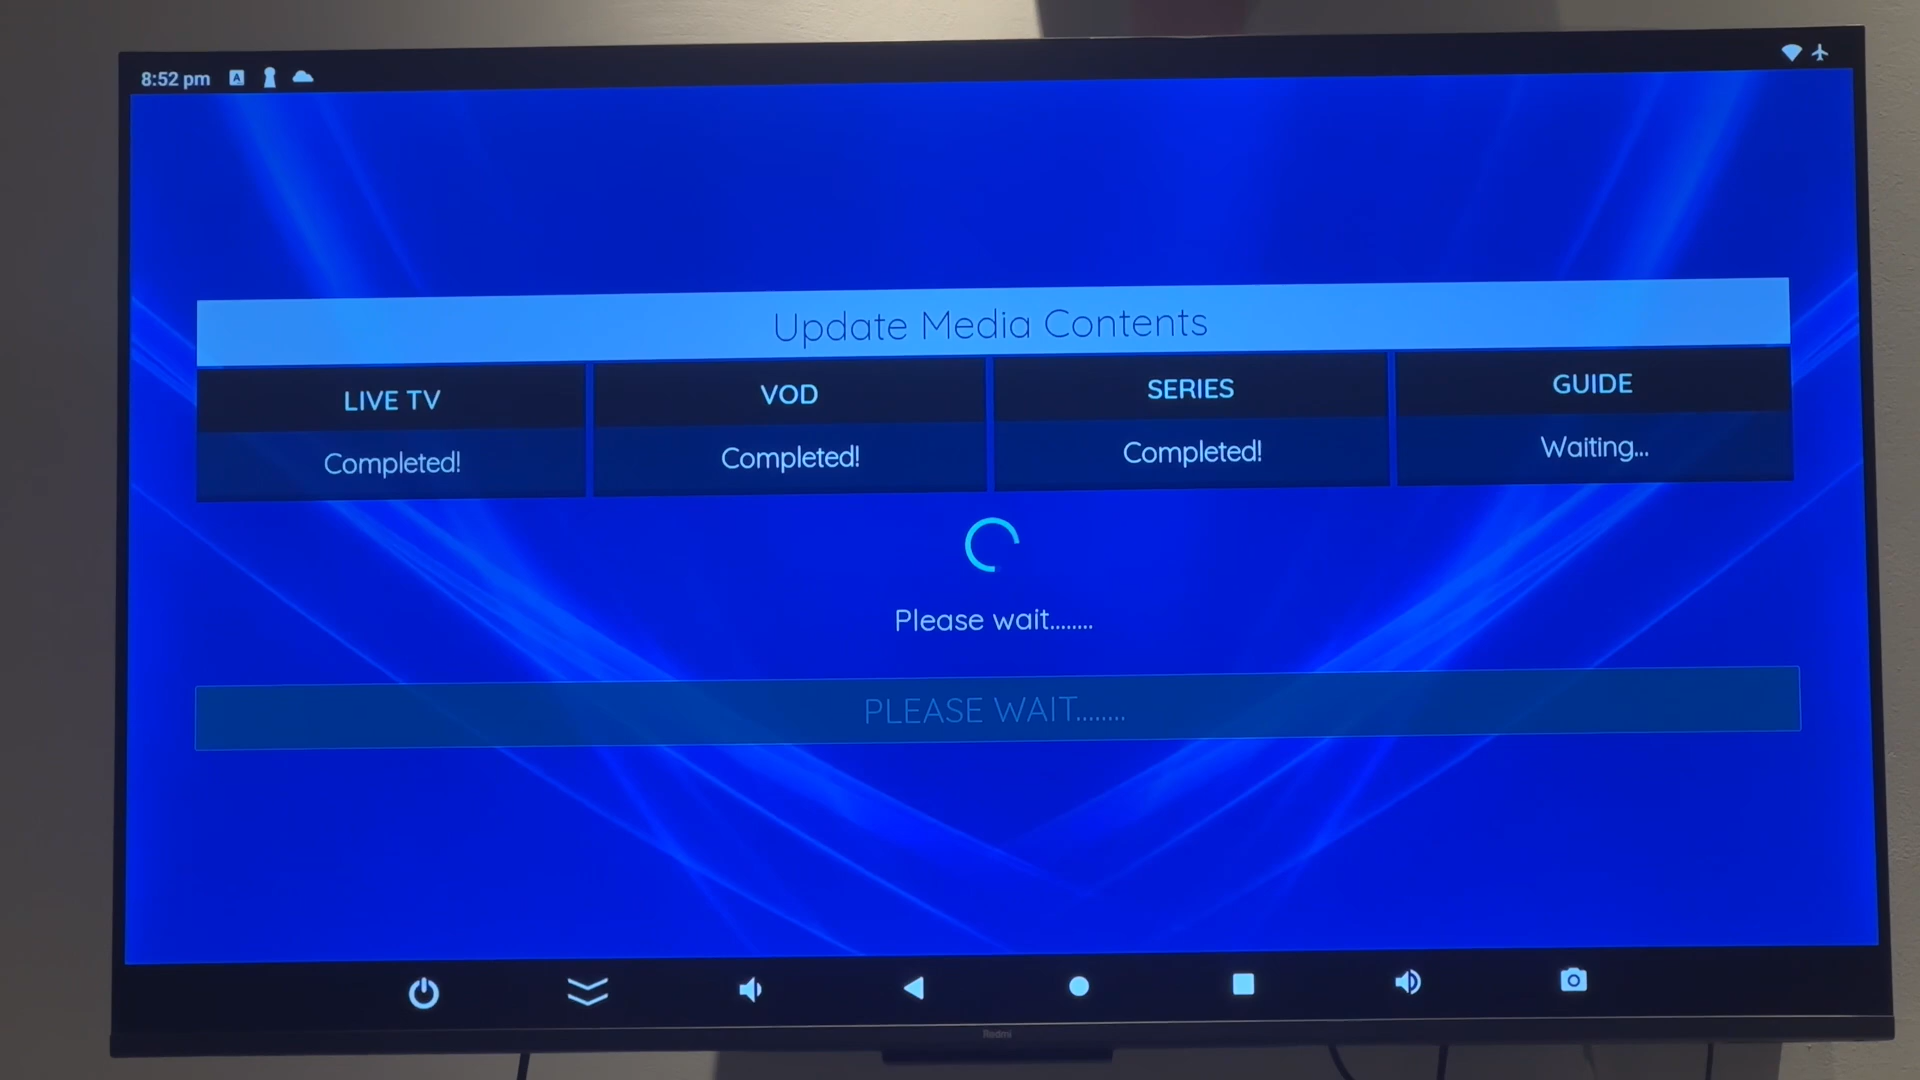 8:52 pm
Update Media Contents
LIVE TV
VOD
SERIES
GUIDE
Completed!
Completed!
Completed!
Waiting...
Please wait........
PLEASE WAIT........
Redmi